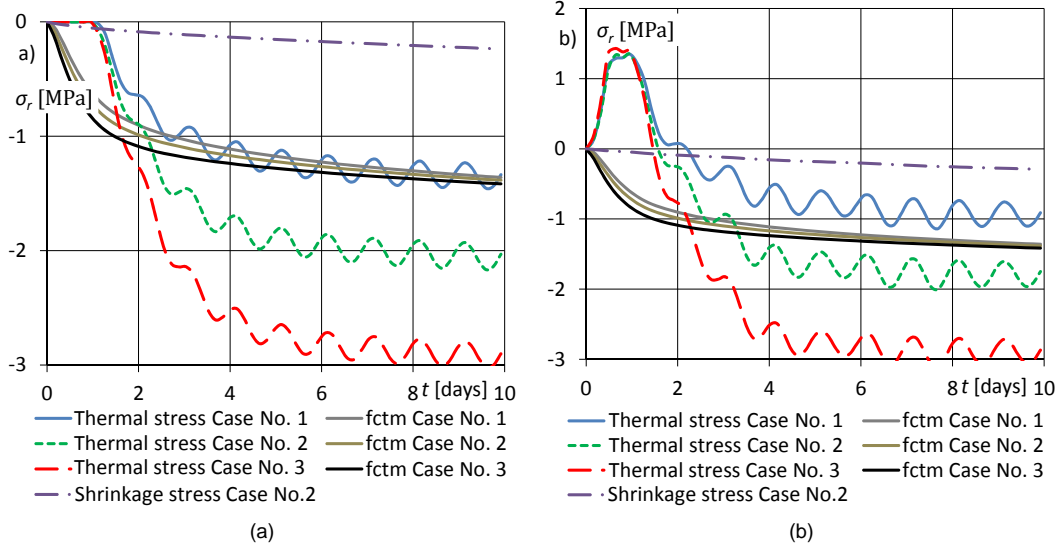 0
a)
σr [MPa]
-1
-2
-3
0 2 4 6 8 t [days] 10
Thermal stress Case No. 1
fctm Case No. 1
Thermal stress Case No. 2
fctm Case No. 2
Thermal stress Case No. 3
fctm Case No. 3
Shrinkage stress Case No.2
(a)
2
b) σr [MPa]
1
0
-1
-2
-3
0 2 4 6 8 t [days] 10
Thermal stress Case No. 1
fctm Case No. 1
Thermal stress Case No. 2
fctm Case No. 2
Thermal stress Case No. 3
fctm Case No. 3
Shrinkage stress Case No.2
(b)